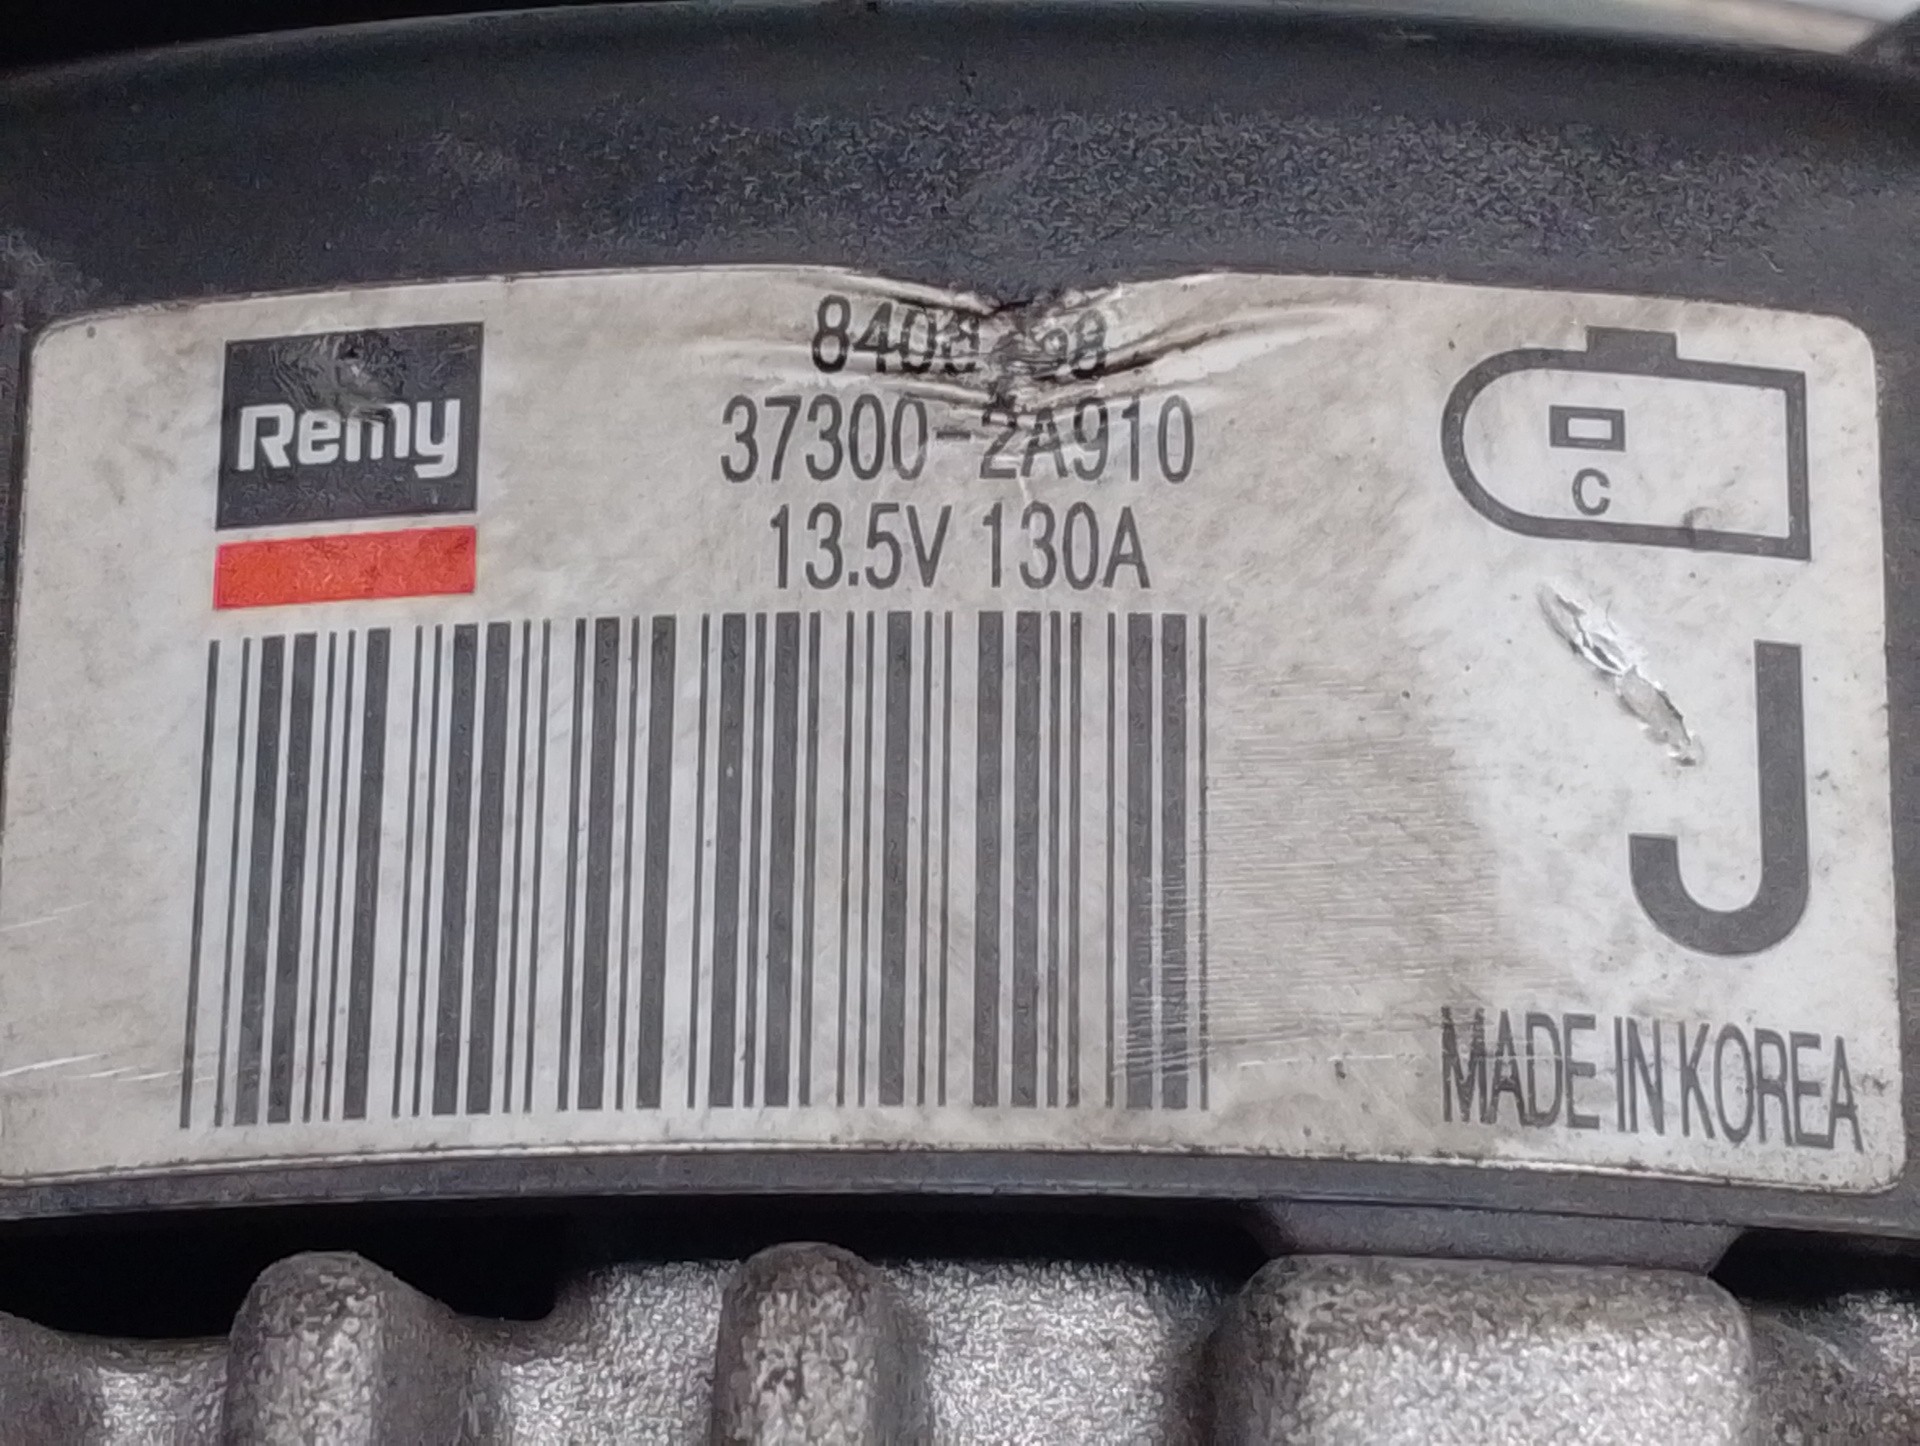 Remy
37300-2A910
13.5V 130A
C
J
MADE IN KOREA